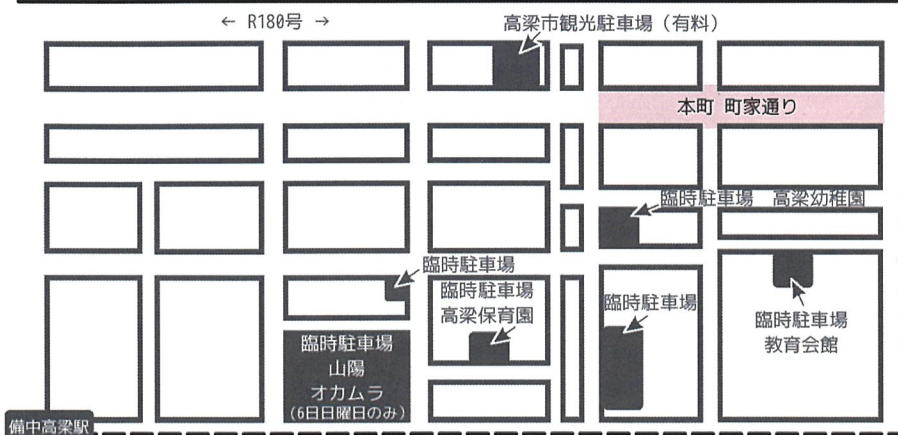 ← R180号 →
高梁市観光駐車場（有料）
本町 町家通り
臨時駐車場　高梁幼稚園
臨時駐車場
臨時駐車場
高梁保育園
臨時駐車場
臨時駐車場
教育会館
臨時駐車場
山陽
オカムラ
(6日日曜日のみ)
備中高梁駅